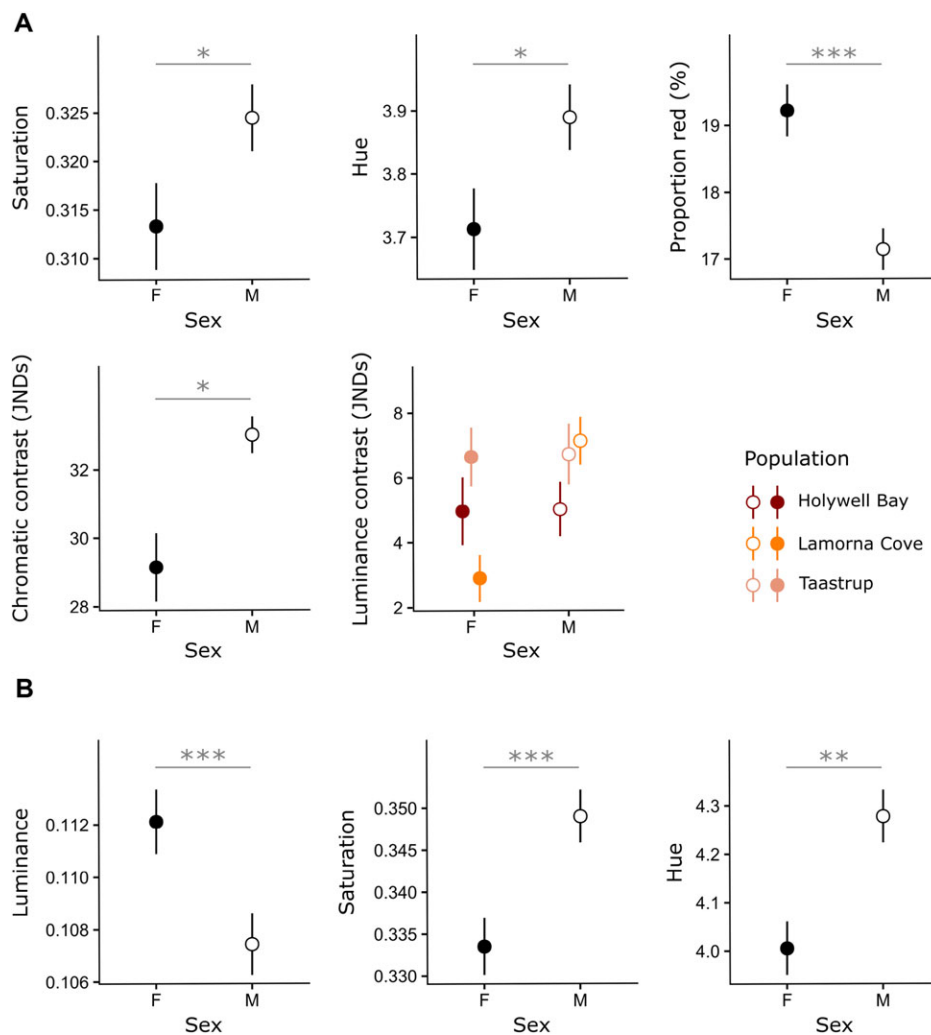 A
Saturation
0.325
0.320
0.315
0.310
*
F M
Sex
Hue
3.9
3.8
3.7
*
F M
Sex
Proportion red (%)
19
18
17
***
F M
Sex
Chromatic contrast (JNDs)
32
30
28
*
F M
Sex
Luminance contrast (JNDs)
8
6
4
2
F M
Sex
Population
Holywell Bay
Lamorna Cove
Taastrup
B
Luminance
0.112
0.110
0.108
0.106
***
F M
Sex
Saturation
0.350
0.345
0.340
0.335
0.330
***
F M
Sex
Hue
4.3
4.2
4.1
4.0
**
F M
Sex